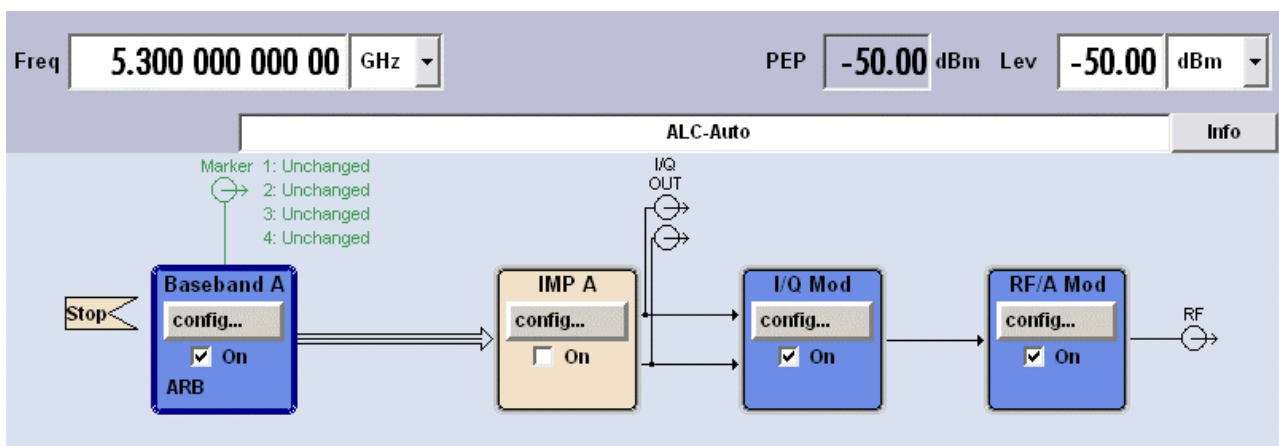 Freq 5.300 000 000 00 GHz PEP -50.00 dBm Lev -50.00 dBm
ALC-Auto Info
Marker 1: Unchanged
2: Unchanged
3: Unchanged
4: Unchanged
I/Q
OUT
Stop
Baseband A
config...
On
ARB
IMP A
config...
On
I/Q Mod
config...
On
RF/A Mod
config...
On
RF